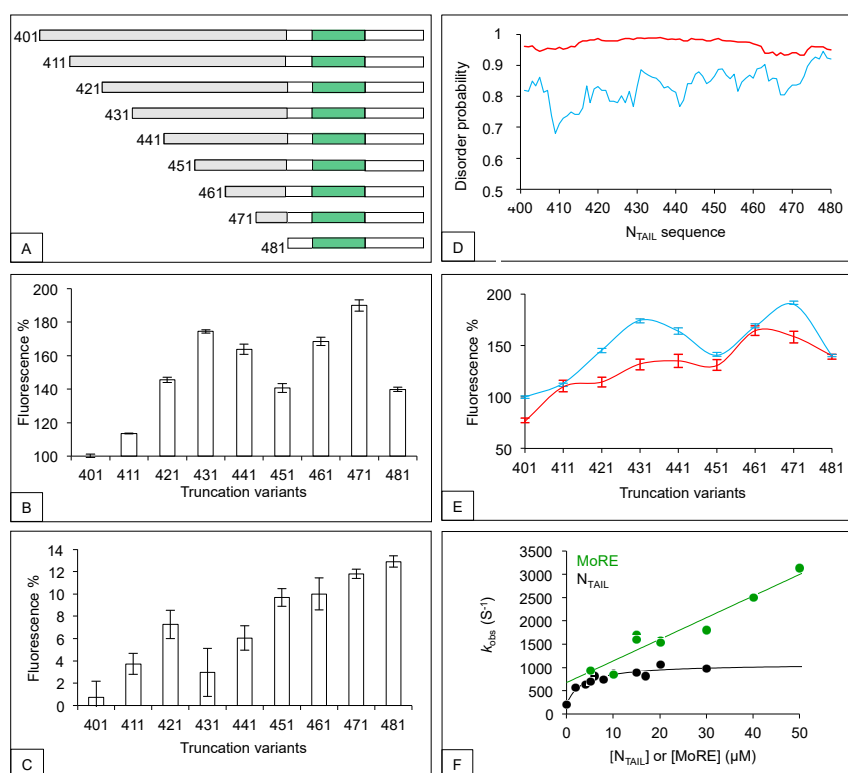 401
411
421
431
441
451
461
471
481
A
Disorder probability
1
0.9
0.8
0.7
0.6
0.5
400 410 420 430 440 450 460 470 480
NTAIL sequence
D
Fluorescence %
200
180
160
140
120
100
401 411 421 431 441 451 461 471 481
Truncation variants
B
Fluorescence %
200
150
100
50
401 411 421 431 441 451 461 471 481
Truncation variants
E
Fluorescence %
14
12
10
8
6
4
2
0
401 411 421 431 441 451 461 471 481
Truncation variants
C
MoRE
NTAIL
kobs (S-1)
3500
3000
2500
2000
1500
1000
500
0
0 10 20 30 40 50
[NTAIL] or [MoRE] (µM)
F